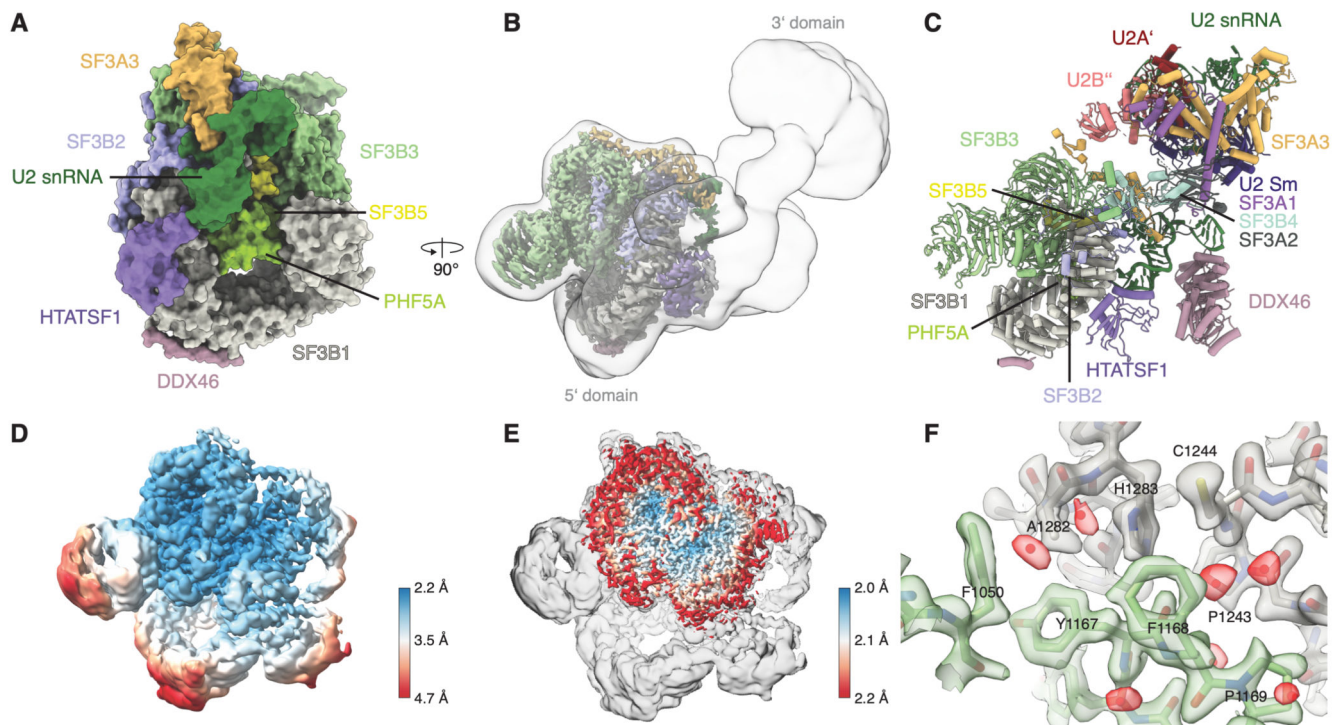 A
SF3A3
SF3B2
U2 snRNA
SF3B3
SF3B5
PHF5A
HTATSF1
SF3B1
DDX46
90°
B
3‘ domain
5‘ domain
C
U2 snRNA
U2A‘
U2B“
SF3B3
SF3A3
SF3B5
U2 Sm
SF3A1
SF3B4
SF3A2
SF3B1
DDX46
PHF5A
HTATSF1
SF3B2
D
2.2 Å
3.5 Å
4.7 Å
E
2.0 Å
2.1 Å
2.2 Å
F
C1244
H1283
A1282
F1050
Y1167
F1168
P1243
P1169